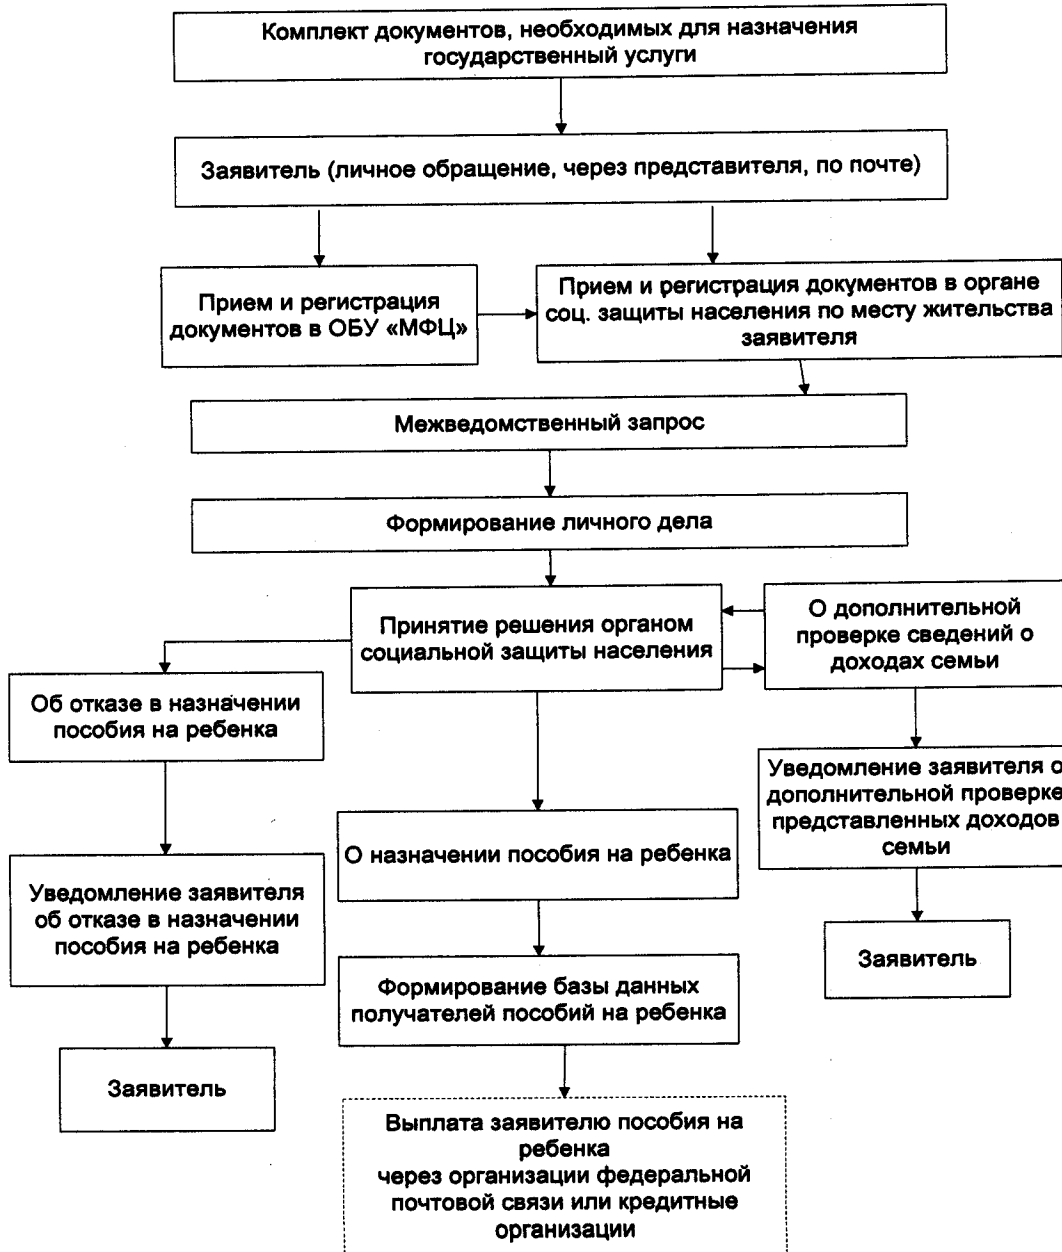 Комплект документов, необходимых для назначения
государственный услуги
Заявитель (личное обращение, через представителя, по почте)
Прием и регистрация
документов в ОБУ «МФЦ»
Прием и регистрация документов в органе
соц. защиты населения по месту жительства
заявителя
Межведомственный запрос
Формирование личного дела
Принятие решения органом
социальной защиты населения
О дополнительной
проверке сведений о
доходах семьи
Об отказе в назначении
пособия на ребенка
Уведомление заявителя о
дополнительной проверке
представленных доходов
семьи
О назначении пособия на ребенка
Уведомление заявителя
об отказе в назначении
пособия на ребенка
Заявитель
Формирование базы данных
получателей пособий на ребенка
Заявитель
Выплата заявителю пособия на
ребенка
через организации федеральной
почтовой связи или кредитные
организации